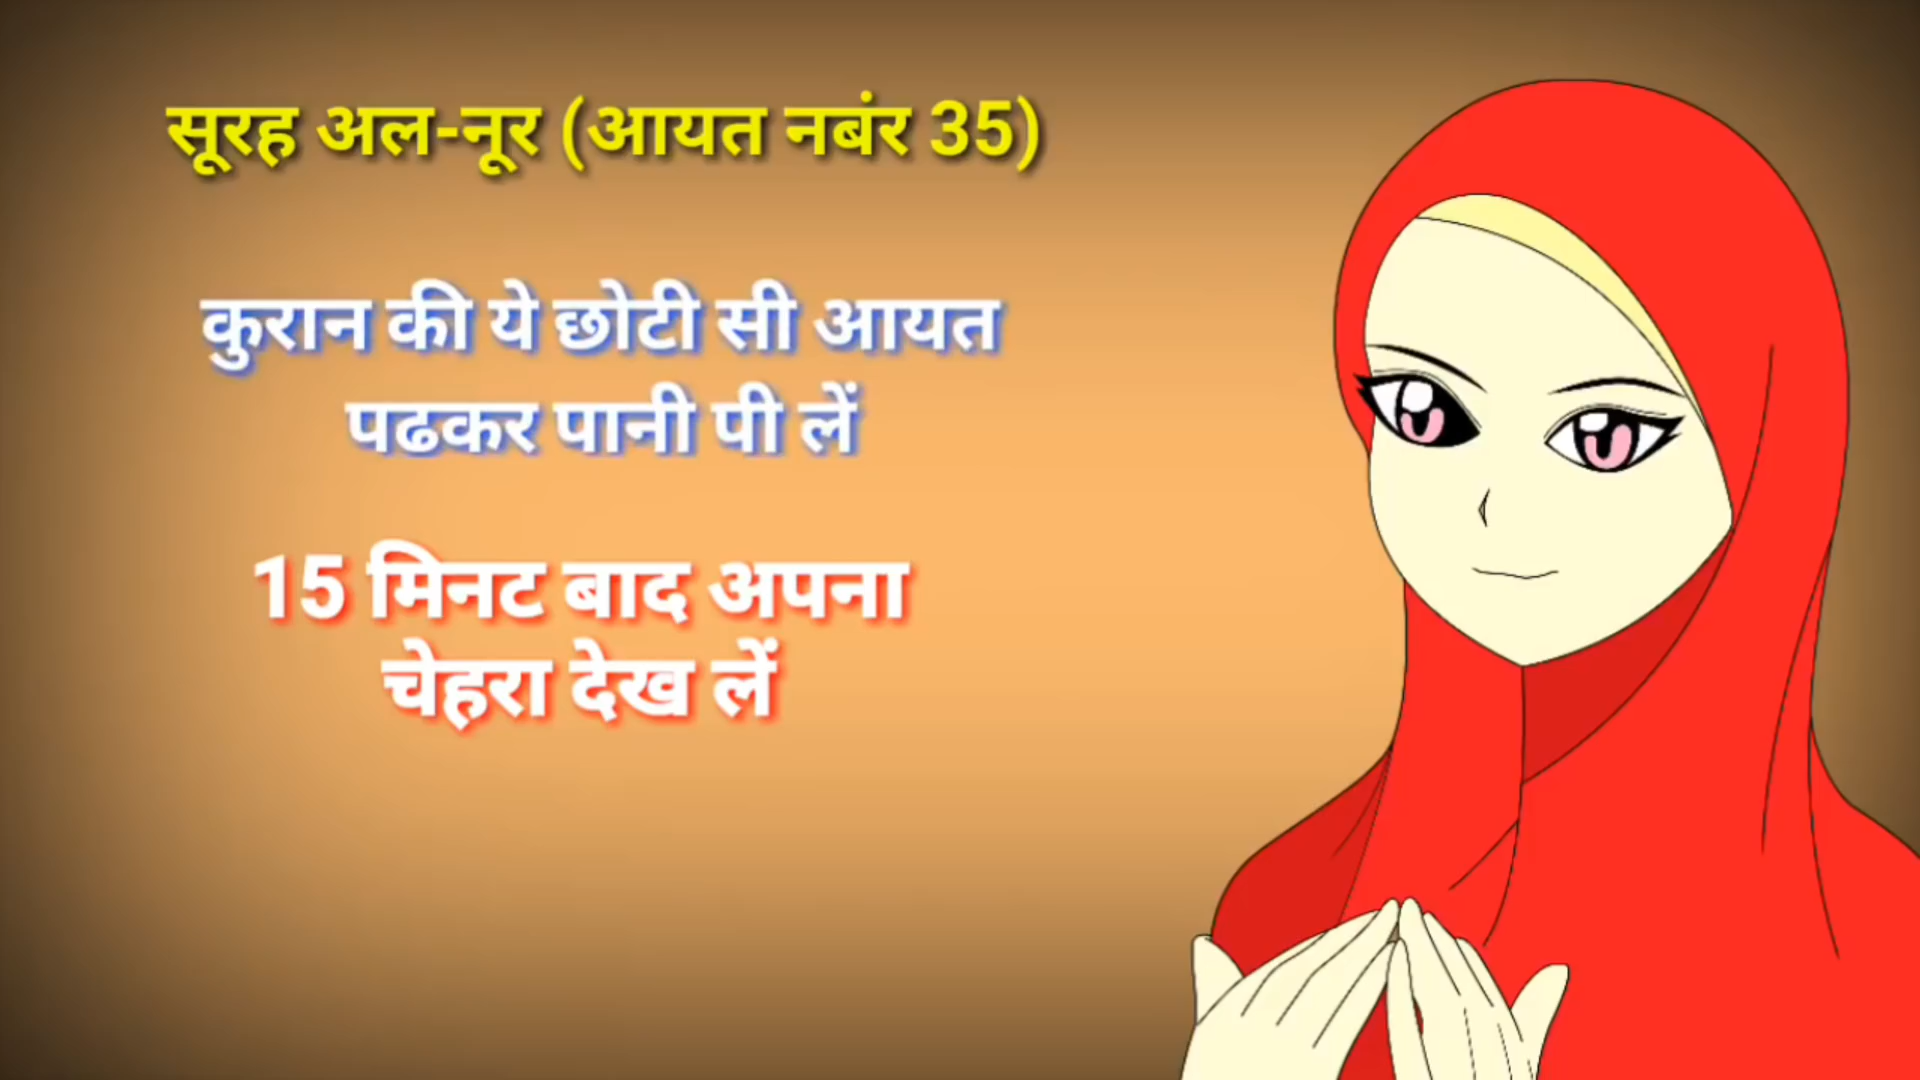 सूरह अल-नूर (आयत नबंर 35)
कुरान की ये छोटी सी आयत
पढकर पानी पी लें
15 मिनट बाद अपना
चेहरा देख लें